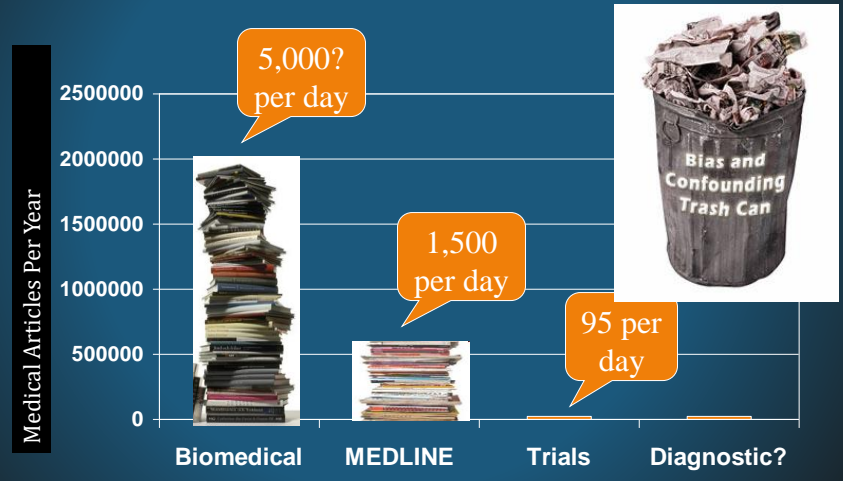 5,000?
per day
2500000
2000000
1500000
1000000
500000
0
Medical Articles Per Year
1,500
per day
95 per
day
Bias and
Confounding
Trash Can
Biomedical
MEDLINE
Trials
Diagnostic?